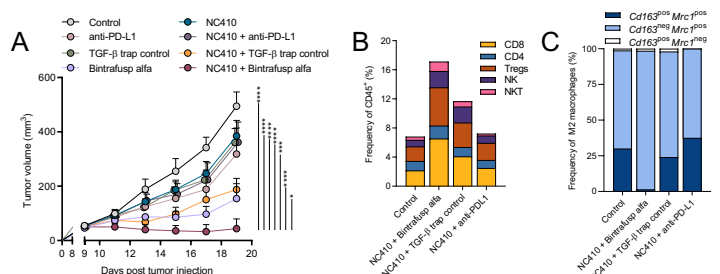 A
Control
anti-PD-L1
TGF-β trap control
Bintrafusp alfa
NC410
NC410 + anti-PD-L1
NC410 + TGF-β trap control
NC410 + Bintrafusp alfa
Tumor volume (mm³)
600
400
200
0
0 8 9 10 11 12 13 14 15 16 17 18 19 20
Days post tumor injection
B
CD8
CD4
Tregs
NK
NKT
Frequency of CD45⁺ (%)
20
15
10
5
0
Control
NC410 + Bintrafusp alfa
NC410 + TGF-β trap control
NC410 + anti-PDL1
C
Cd163ᵖᵒˢ Mrc1ᵖᵒˢ
Cd163ⁿᵉᵍ Mrc1ᵖᵒˢ
Cd163ᵖᵒˢ Mrc1ⁿᵉᵍ
Frequency of M2 macrophages (%)
100
75
50
25
0
Control
NC410 + Bintrafusp alfa
NC410 + TGF-β trap control
NC410 + anti-PDL1